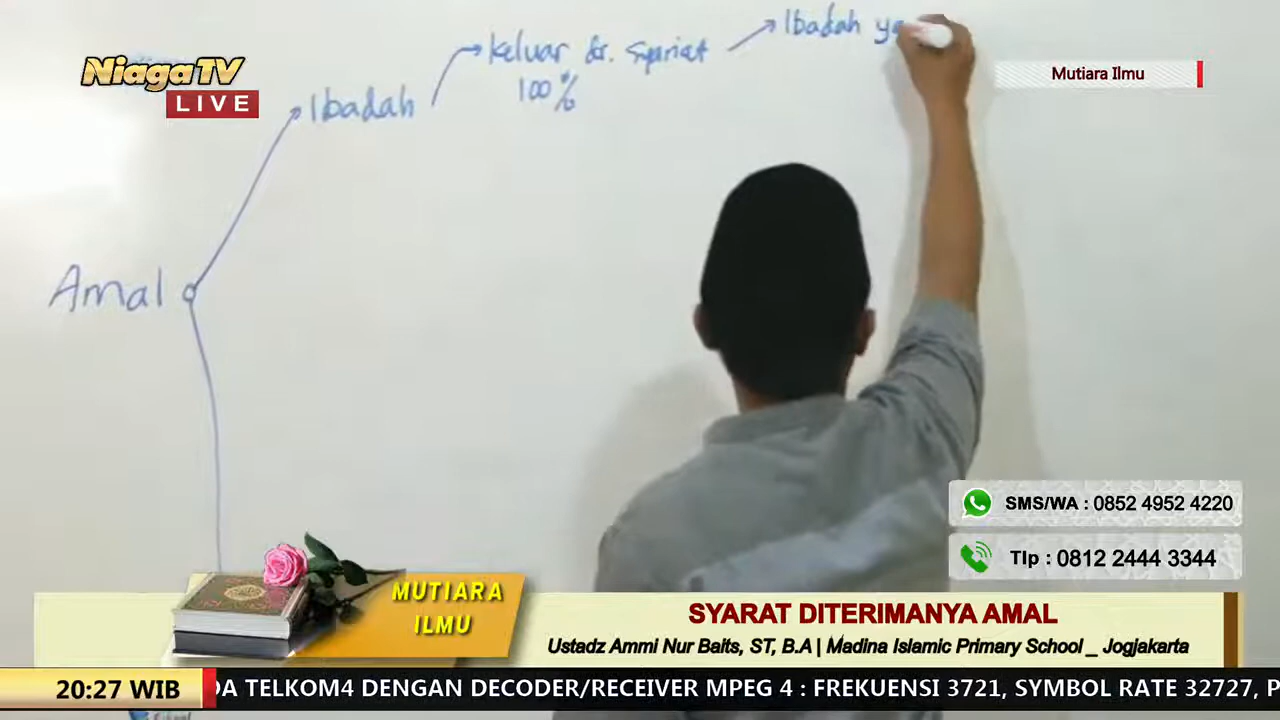 Ibadah ya
NiagaTV
LIVE
keluar dr. syariat
100%
Ibadah
Mutiara Ilmu
Amal
SMS/WA : 0852 4952 4220
Tlp : 0812 2444 3344
MUTIARA
ILMU
SYARAT DITERIMANYA AMAL
Ustadz Ammi Nur Baits, ST, B.A | Madina Islamic Primary School _ Jogjakarta
20:27 WIB
DA TELKOM4 DENGAN DECODER/RECEIVER MPEG 4 : FREKUENSI 3721, SYMBOL RATE 32727, P